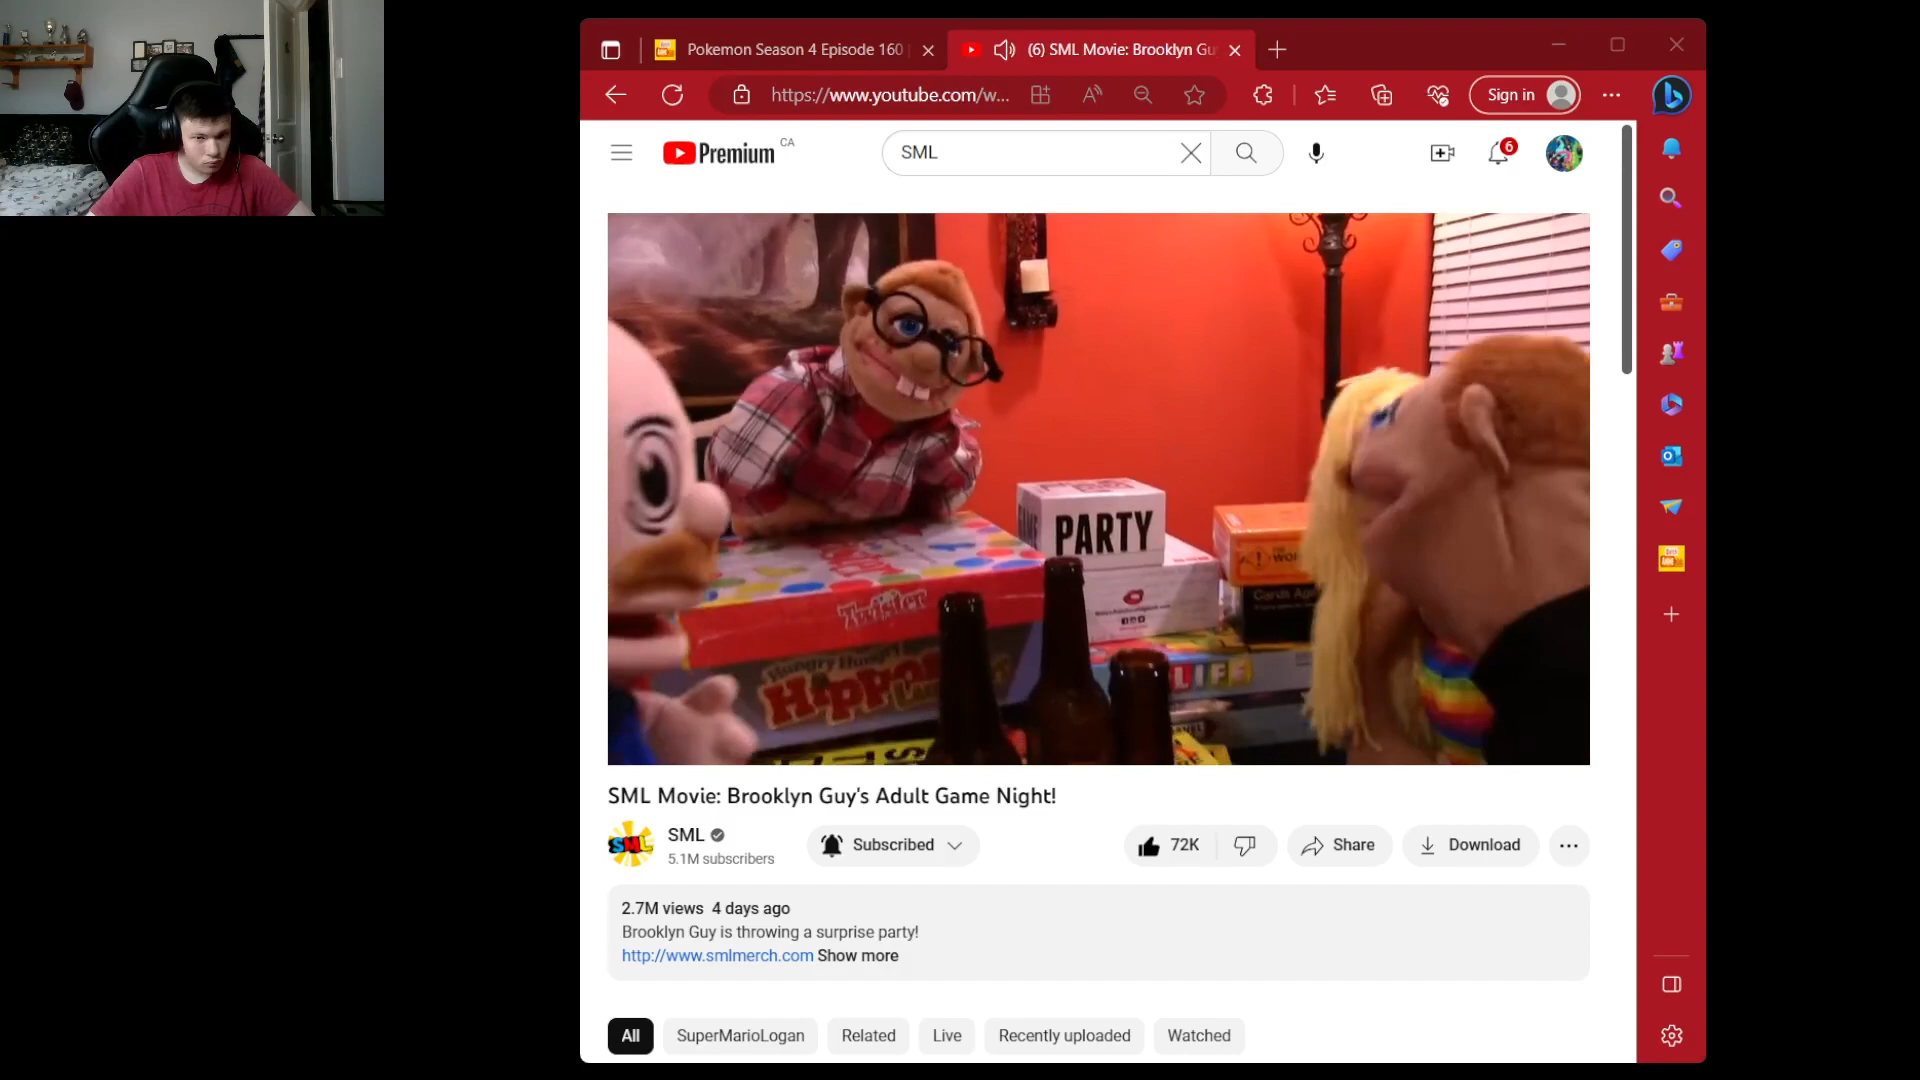 Pokemon Season 4 Episode 160
(6) SML Movie: Brooklyn Gu
https://www.youtube.com/w...
Sign in
Premium CA
SML
6
PARTY
Twister
LIFE
SML Movie: Brooklyn Guy's Adult Game Night!
SML
SML
5.1M subscribers
Subscribed
72K
Share
Download
2.7M views 4 days ago
Brooklyn Guy is throwing a surprise party!
http://www.smlmerch.com Show more
All
SuperMarioLogan
Related
Live
Recently uploaded
Watched